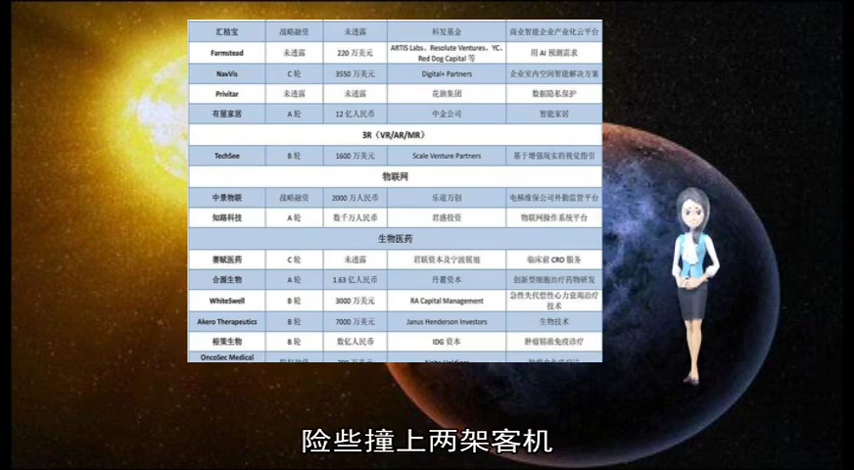 汇桔宝 战略融资 未透露 科发基金 商业智能企业产业化云平台
Farmstead 未透露 220 万美元 ARTIS Labs、Resolute Ventures、YC、Red Dog Capital 等 用 AI 预测需求
NavVis C 轮 3550 万美元 Digital+ Partners 企业室内空间智能解决方案
Privitar 未透露 未透露 花旗集团 数据隐私保护
有屋家居 A 轮 12 亿人民币 中金公司 智能家居
3R（VR/AR/MR）
TechSee B 轮 1600 万美元 Scale Venture Partners 基于增强现实的视觉指引
物联网
中景物联 战略融资 2000 万人民币 乐道万创 电梯维保公司外勤监管平台
知路科技 A 轮 数千万人民币 君盛投资 物联网操作系统平台
生物医药
赛赋医药 C 轮 未透露 君联资本及宁波展旭 临床前 CRO 服务
合源生物 A 轮 1.63 亿人民币 丹麓资本 创新型细胞治疗药物研发
WhiteSwell B 轮 3000 万美元 RA Capital Management 急性失代偿性心力衰竭治疗技术
Akero Therapeutics B 轮 7000 万美元 Janus Henderson Investors 生物技术
裕策生物 B 轮 数亿人民币 IDG 资本 肿瘤精准免疫诊疗
OncoSec Medical
险些撞上两架客机